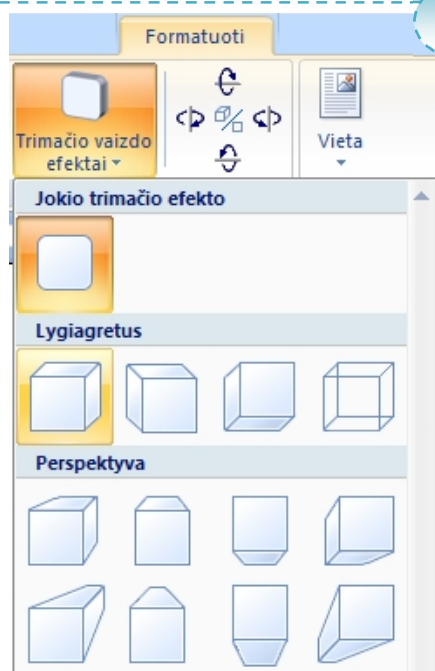 Formatuoti
Trimačio vaizdo
efektai
Vieta
Jokio trimačio efekto
Lygiagretus
Perspektyva